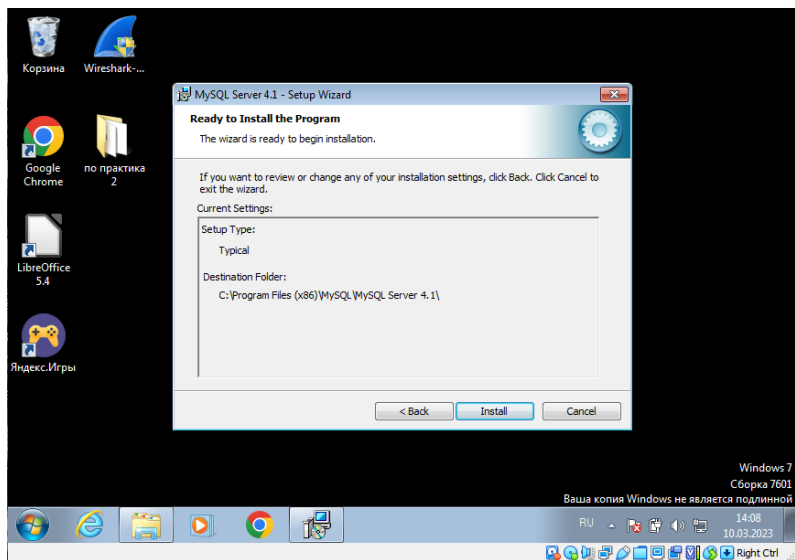 Корзина
Wireshark-...
Google
Chrome
по практика
2
LibreOffice
5.4
Яндекс.Игры
MySQL Server 4.1 - Setup Wizard
Ready to Install the Program
The wizard is ready to begin installation.
If you want to review or change any of your installation settings, click Back. Click Cancel to
exit the wizard.
Current Settings:
Setup Type:
Typical
Destination Folder:
C:\Program Files (x86)\MySQL\MySQL Server 4.1\
< Back
Install
Cancel
Windows 7
Сборка 7601
Ваша копия Windows не является подлинной
RU
14:08
10.03.2023
Right Ctrl